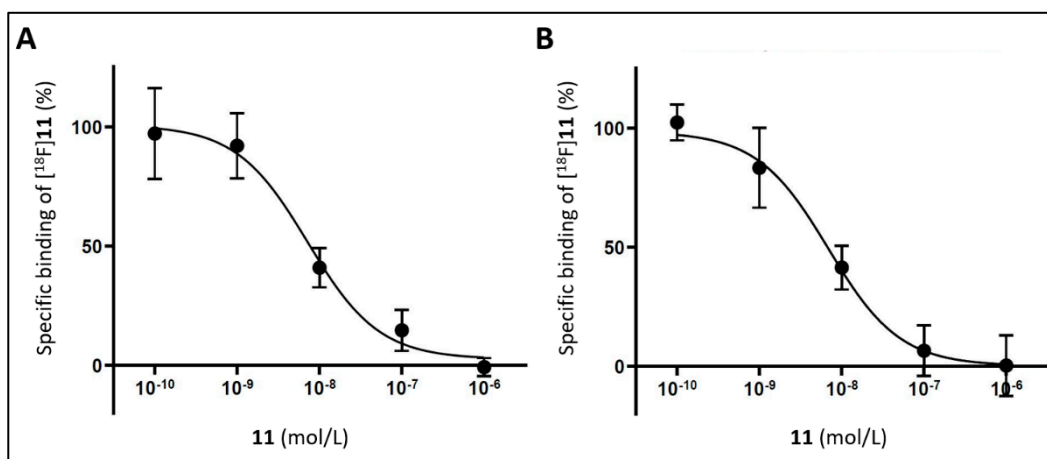 A
Specific binding of [¹⁸F]11 (%)
100
50
0
10⁻¹⁰ 10⁻⁹ 10⁻⁸ 10⁻⁷ 10⁻⁶
11 (mol/L)
B
Specific binding of [¹⁸F]11 (%)
100
50
0
10⁻¹⁰ 10⁻⁹ 10⁻⁸ 10⁻⁷ 10⁻⁶
11 (mol/L)